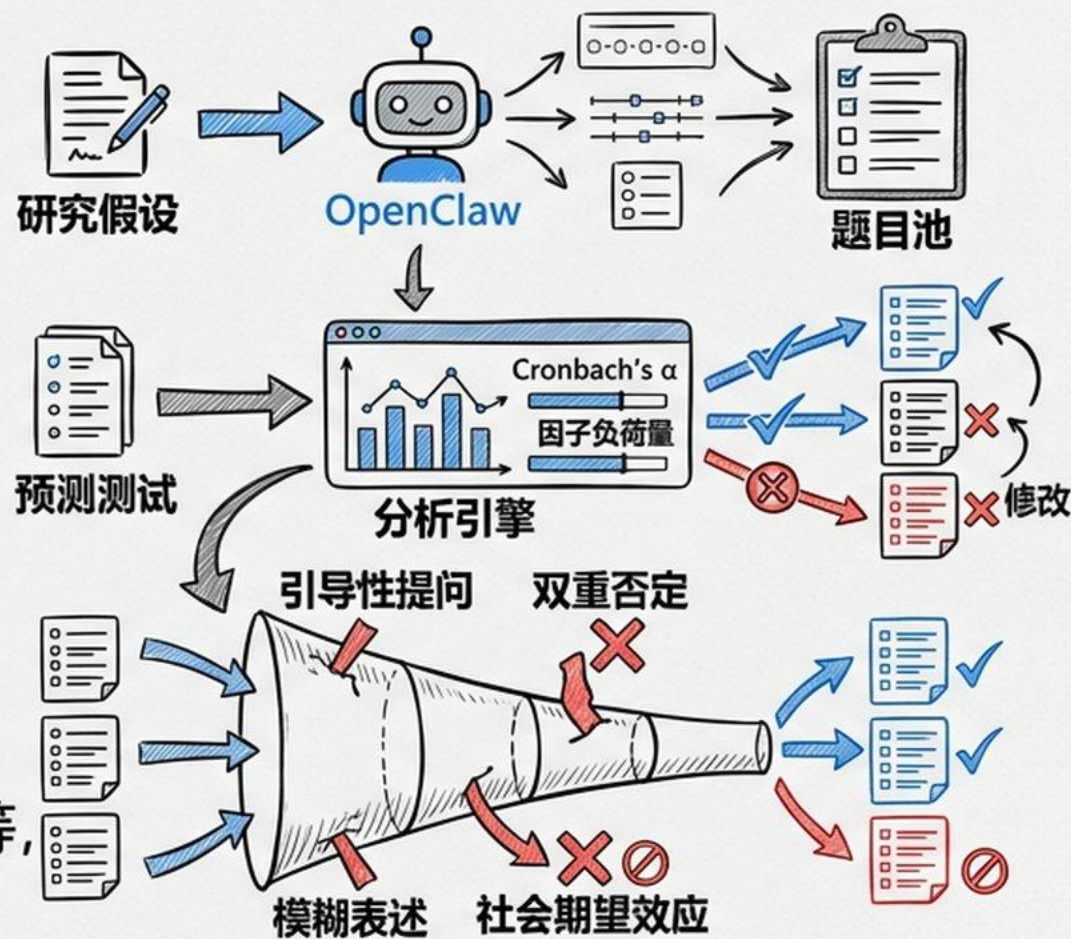 研究假设
OpenClaw
题目池
Cronbach's α
因子负荷量
预测测试
分析引擎
修改
引导性提问
双重否定
等,
模糊表述
社会期望效应